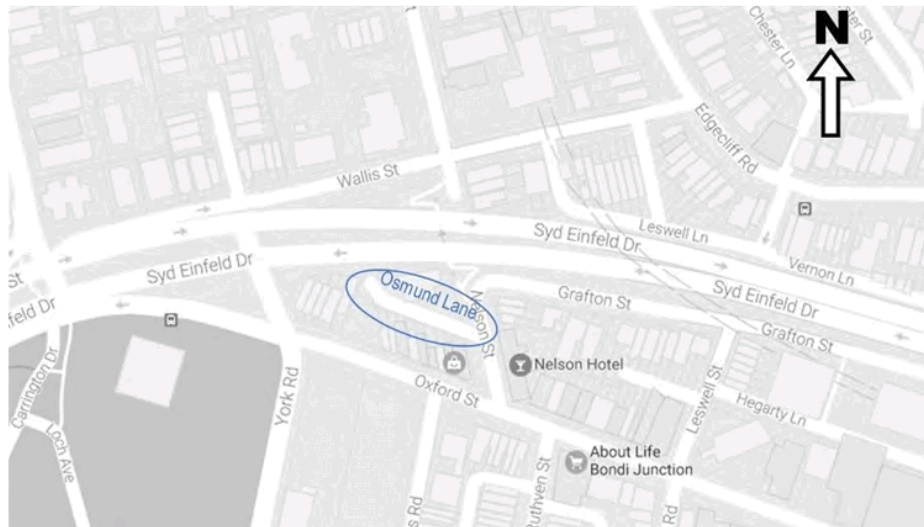 Chester Ln
N
Edgecliff Rd
Wallis St
Syd Einfeld Dr
Leswell Ln
Vernon Ln
Syd Einfeld Dr
Syd Einfeld Dr
St
nfeld Dr
Osmund Lane
Nelson St
Grafton St
Grafton St
Carrington Dr
Loch Ave
York Rd
Oxford St
Nelson Hotel
Leswell St
Hegarty Ln
About Life
Bondi Junction
s Rd
Ruthven St
Rd